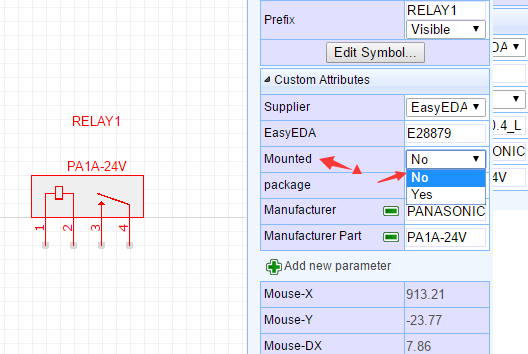 RELAY1
PA1A-24V
1 2 3 4
Prefix RELAY1
Visible
Edit Symbol...
Custom Attributes
Supplier EasyEDA
EasyEDA E28879
Mounted No
No
Yes
package
Manufacturer PANASONIC
Manufacturer Part PA1A-24V
Add new parameter
Mouse-X 913.21
Mouse-Y -23.77
Mouse-DX 7.86
DA
0.4_L
ONIC
4V